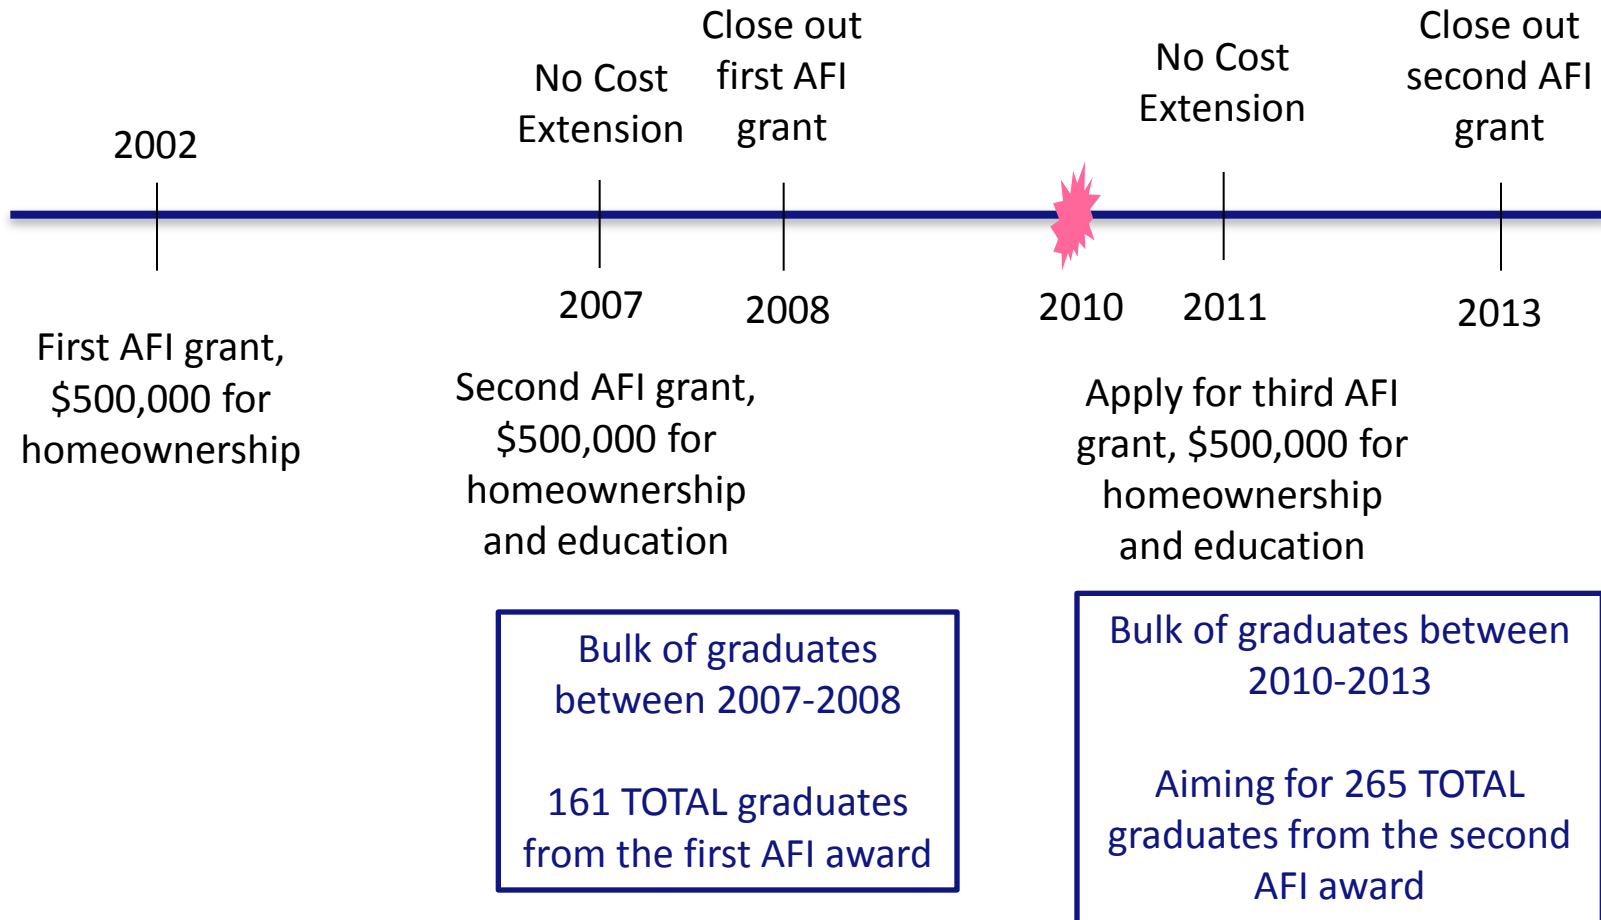 2002
First AFI grant,
$500,000 for
homeownership
No Cost
Extension
2007
Second AFI grant,
$500,000 for
homeownership
and education
Close out
first AFI
grant
2008
Bulk of graduates
between 2007-2008
161 TOTAL graduates
from the first AFI award
2010
No Cost
Extension
2011
Apply for third AFI
grant, $500,000 for
homeownership
and education
Close out
second AFI
grant
2013
Bulk of graduates between
2010-2013
Aiming for 265 TOTAL
graduates from the second
AFI award